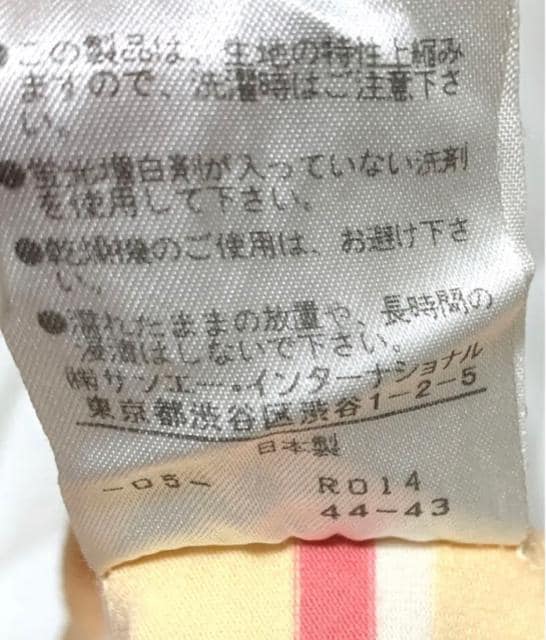 ●この製品は、生地の特性上縮み
ますので、洗濯時はご注意下さ
い。
●蛍光増白剤が入っていない洗剤
を使用して下さい。
●乾燥機のご使用は、お避け下さ
い。
●濡れたままの放置や、長時間の
浸漬はしないで下さい。
㈱サンエー・インターナショナル
東京都渋谷区渋谷1-2-5
日本製
-05-
R014
44-43